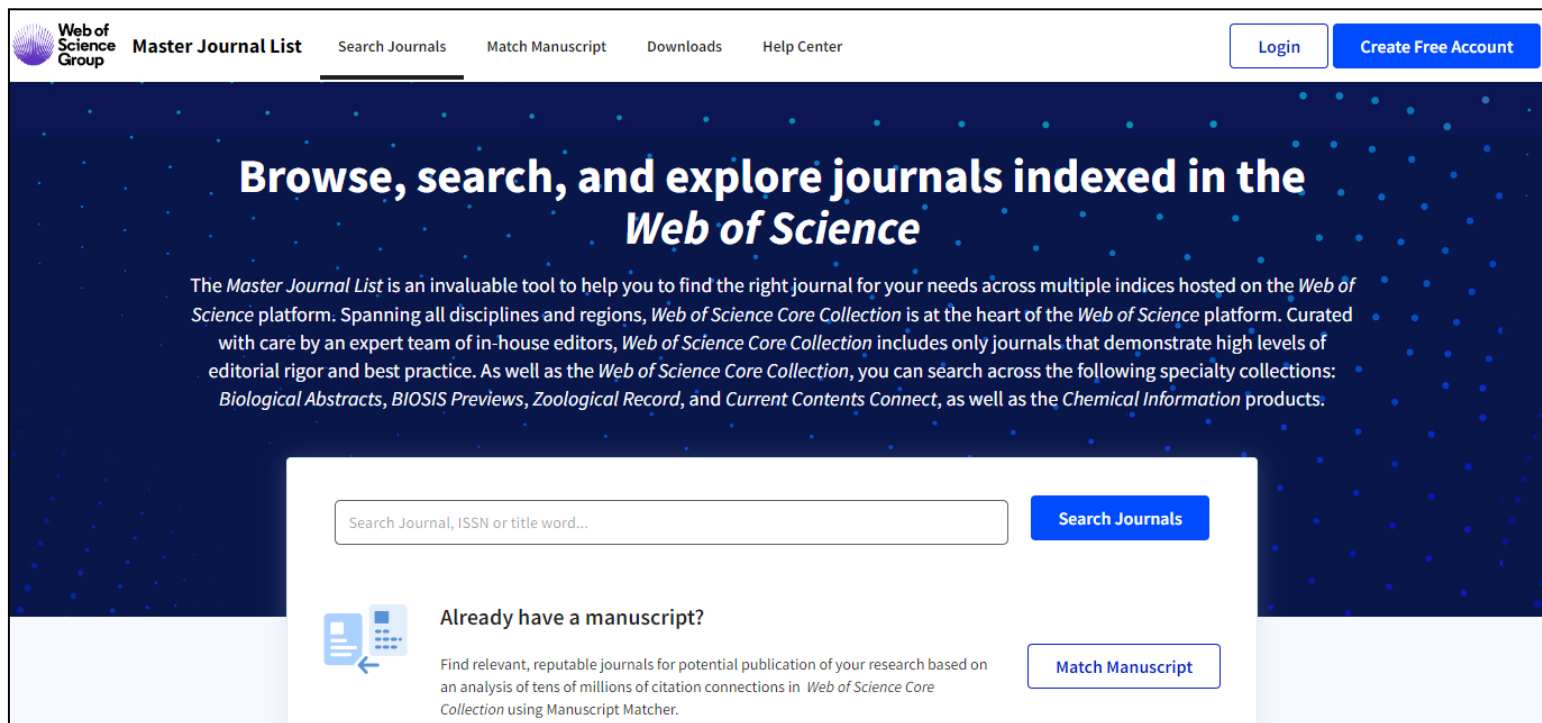 Web of
Science
Group
Master Journal List
Search Journals
Match Manuscript
Downloads
Help Center
Login
Create Free Account
Browse, search, and explore journals indexed in the
Web of Science
The Master Journal List is an invaluable tool to help you to find the right journal for your needs across multiple indices hosted on the Web of
Science platform. Spanning all disciplines and regions, Web of Science Core Collection is at the heart of the Web of Science platform. Curated
with care by an expert team of in-house editors, Web of Science Core Collection includes only journals that demonstrate high levels of
editorial rigor and best practice. As well as the Web of Science Core Collection, you can search across the following specialty collections:
Biological Abstracts, BIOSIS Previews, Zoological Record, and Current Contents Connect, as well as the Chemical Information products.
Search Journal, ISSN or title word...
Search Journals
Already have a manuscript?
Find relevant, reputable journals for potential publication of your research based on
an analysis of tens of millions of citation connections in Web of Science Core
Collection using Manuscript Matcher.
Match Manuscript